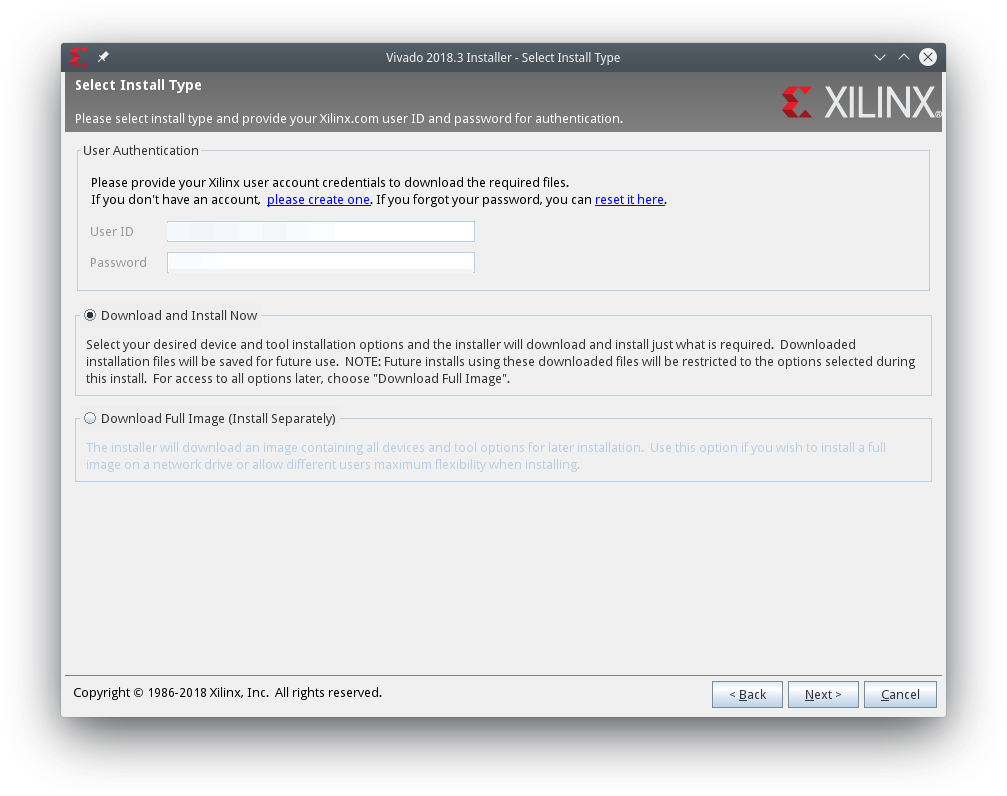 Vivado 2018.3 Installer - Select Install Type
Select Install Type
Please select install type and provide your Xilinx.com user ID and password for authentication.
XILINX®
User Authentication
Please provide your Xilinx user account credentials to download the required files.
If you don't have an account, please create one. If you forgot your password, you can reset it here.
User ID
Password
Download and Install Now
Select your desired device and tool installation options and the installer will download and install just what is required. Downloaded
installation files will be saved for future use. NOTE: Future installs using these downloaded files will be restricted to the options selected during
this install. For access to all options later, choose "Download Full Image".
Download Full Image (Install Separately)
The installer will download an image containing all devices and tool options for later installation. Use this option if you wish to install a full
image on a network drive or allow different users maximum flexibility when installing.
Copyright © 1986-2018 Xilinx, Inc. All rights reserved.
< Back
Next >
Cancel